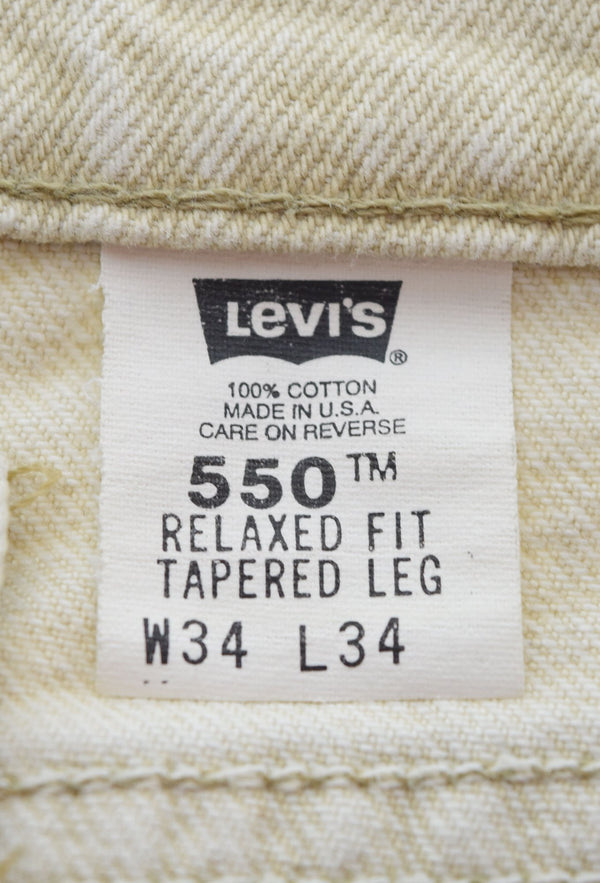 Levi's
®
100% COTTON
MADE IN U.S.A.
CARE ON REVERSE
550™
RELAXED FIT
TAPERED LEG
W34 L34